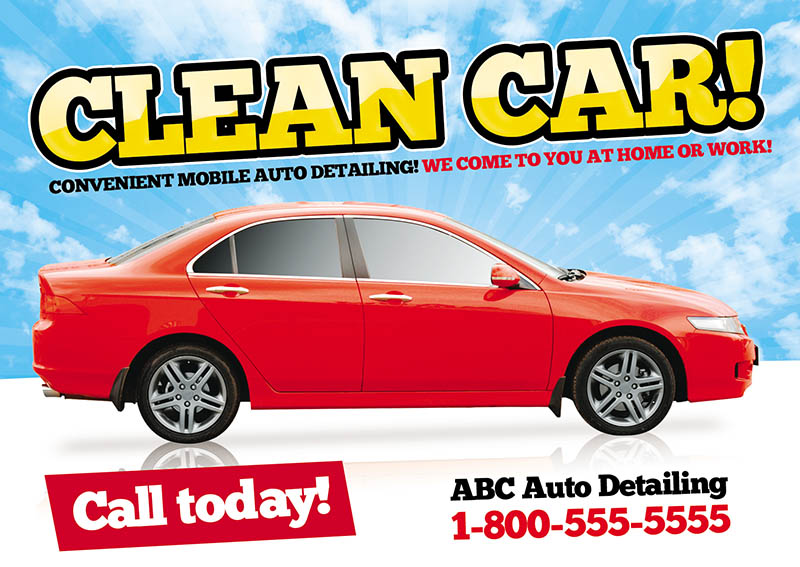 CLEAN CAR!
CONVENIENT MOBILE AUTO DETAILING! WE COME TO YOU AT HOME OR WORK!
Call today!
ABC Auto Detailing
1-800-555-5555